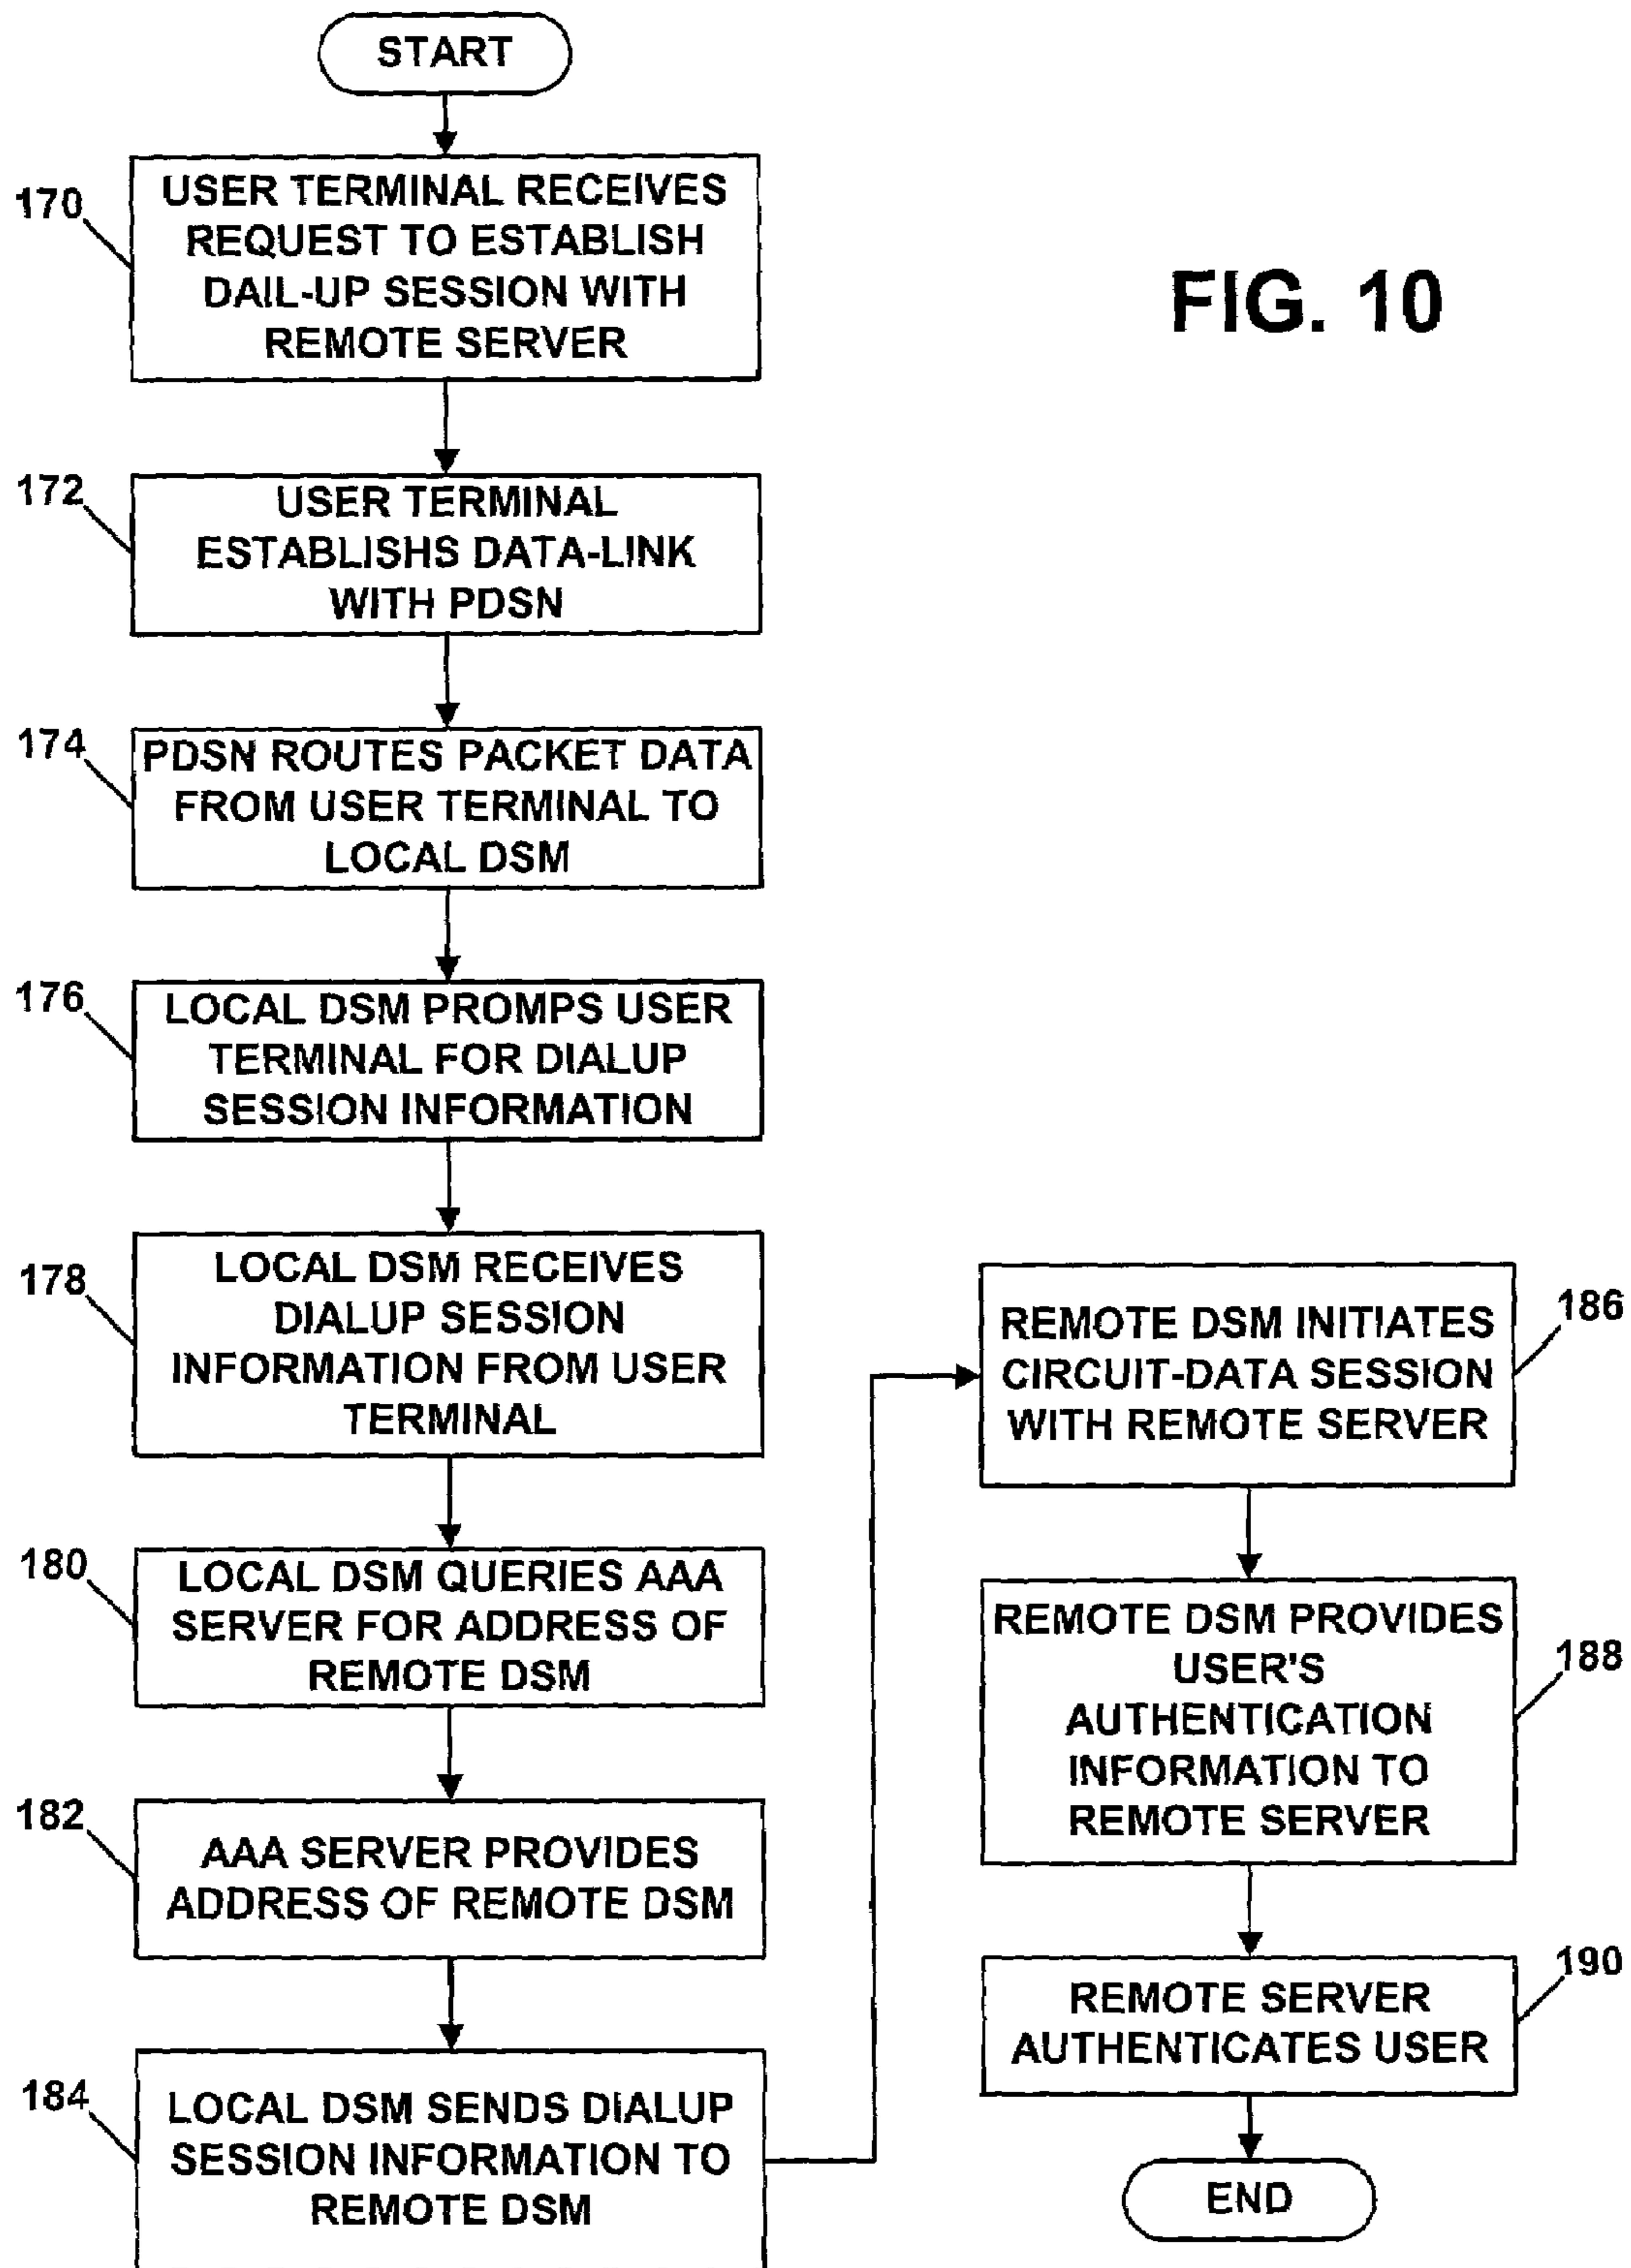 START
170
USER TERMINAL RECEIVES
REQUEST TO ESTABLISH
DAIL-UP SESSION WITH
REMOTE SERVER
FIG. 10
172
USER TERMINAL
ESTABLISHS DATA-LINK
WITH PDSN
174
PDSN ROUTES PACKET DATA
FROM USER TERMINAL TO
LOCAL DSM
176
LOCAL DSM PROMPS USER
TERMINAL FOR DIALUP
SESSION INFORMATION
178
LOCAL DSM RECEIVES
DIALUP SESSION
INFORMATION FROM USER
TERMINAL
180
LOCAL DSM QUERIES AAA
SERVER FOR ADDRESS OF
REMOTE DSM
182
AAA SERVER PROVIDES
ADDRESS OF REMOTE DSM
184
LOCAL DSM SENDS DIALUP
SESSION INFORMATION TO
REMOTE DSM
186
REMOTE DSM INITIATES
CIRCUIT-DATA SESSION
WITH REMOTE SERVER
188
REMOTE DSM PROVIDES
USER'S
AUTHENTICATION
INFORMATION TO
REMOTE SERVER
190
REMOTE SERVER
AUTHENTICATES USER
END